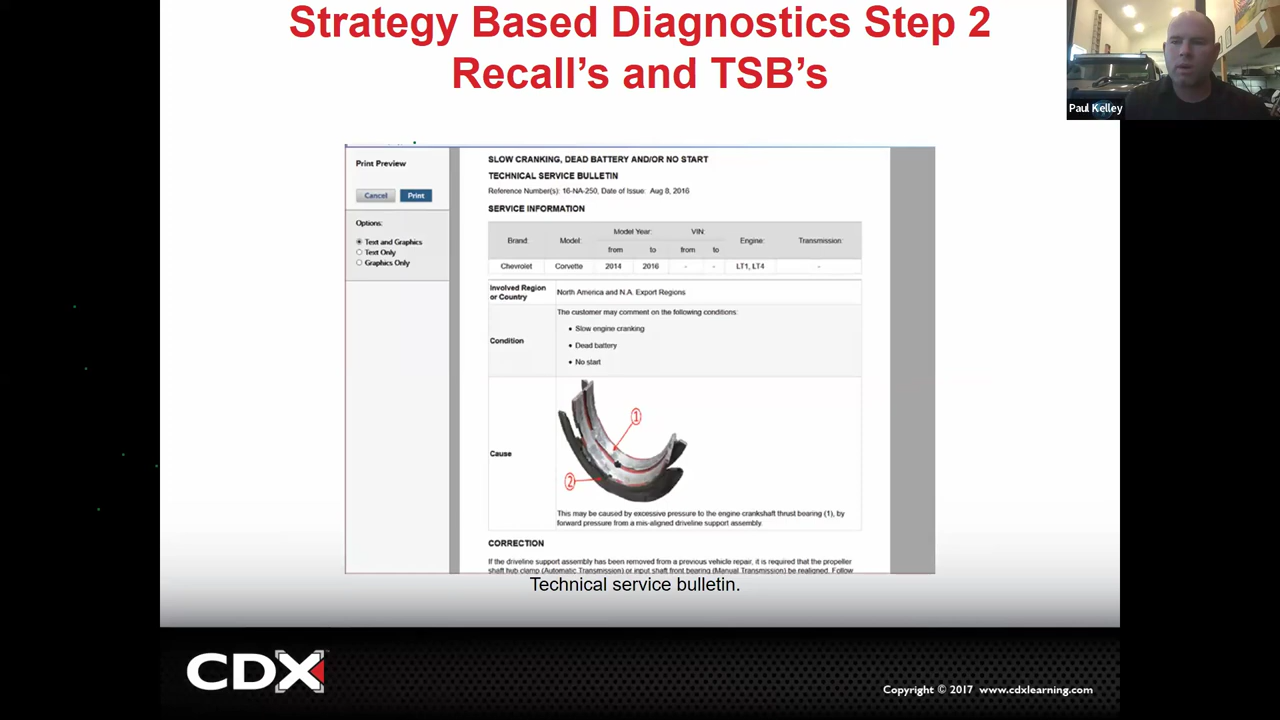 Strategy Based Diagnostics Step 2
Recall's and TSB's
Paul Kelley
Print Preview
Cancel
Print
Options:
Text and Graphics
Text Only
Graphics Only
SLOW CRANKING, DEAD BATTERY AND/OR NO START
TECHNICAL SERVICE BULLETIN
Reference Number(s): 16-NA-250, Date of Issue: Aug 8, 2016
SERVICE INFORMATION
Brand: Model: Model Year: VIN: Engine: Transmission:
from to from to
Chevrolet Corvette 2014 2016 - - LT1, LT4 -
Involved Region
or Country
North America and N.A. Export Regions
Condition
The customer may comment on the following conditions:
• Slow engine cranking
• Dead battery
• No start
Cause
1
2
This may be caused by excessive pressure to the engine crankshaft thrust bearing (1), by
forward pressure from a mis-aligned driveline support assembly.
CORRECTION
If the driveline support assembly has been removed from a previous vehicle repair, it is required that the propeller
shaft hub clamp (Automatic Transmission) or input shaft front bearing (Manual Transmission) be realigned. Follow
Technical service bulletin.
CDX
Copyright © 2017 www.cdxlearning.com